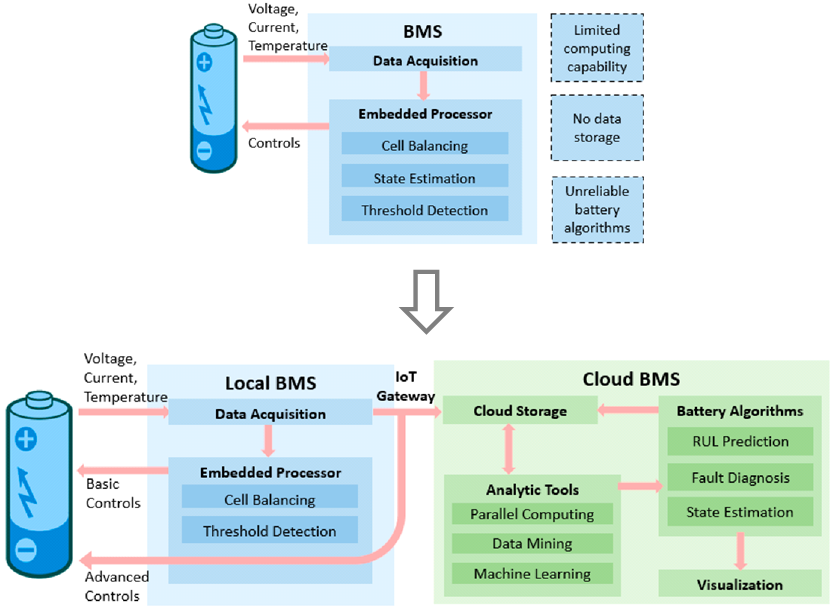 Voltage,
Current,
Temperature
BMS
Data Acquisition
Embedded Processor
Cell Balancing
State Estimation
Threshold Detection
Controls
Limited
computing
capability
No data
storage
Unreliable
battery
algorithms
Voltage,
Current,
Temperature
Local BMS
Data Acquisition
Embedded Processor
Cell Balancing
Threshold Detection
Basic
Controls
Advanced
Controls
IoT
Gateway
Cloud BMS
Cloud Storage
Analytic Tools
Parallel Computing
Data Mining
Machine Learning
Battery Algorithms
RUL Prediction
Fault Diagnosis
State Estimation
Visualization